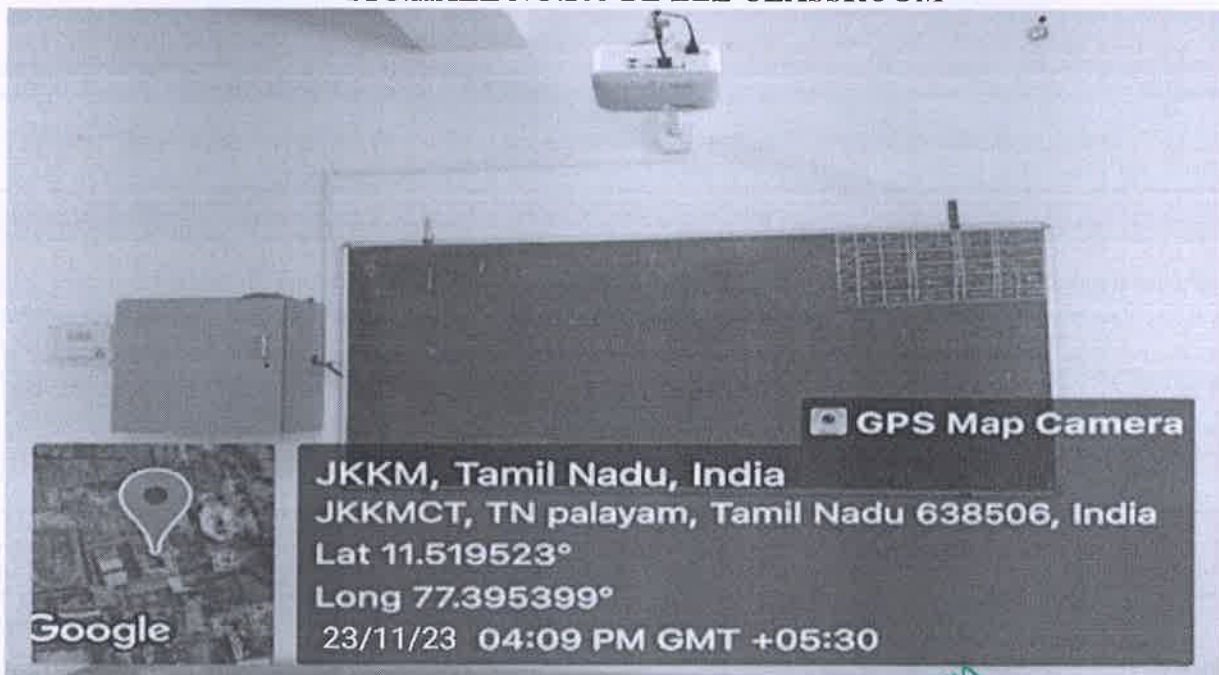 CLASSROOM
GPS Map Camera
JKKM, Tamil Nadu, India
JKKMCT, TN palayam, Tamil Nadu 638506, India
Lat 11.519523°
Long 77.395399°
23/11/23 04:09 PM GMT +05:30
Google